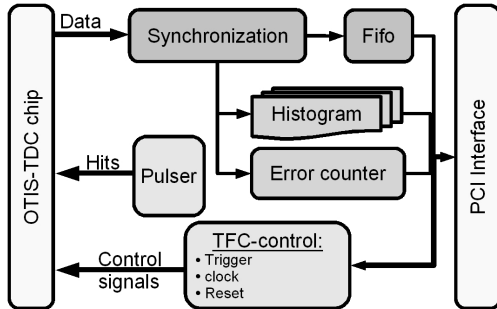 Data
Synchronization
Fifo
OTIS-TDC chip
Histogram
Hits
Pulser
Error counter
PCI Interface
TFC-control:
• Trigger
• clock
• Reset
Control
signals